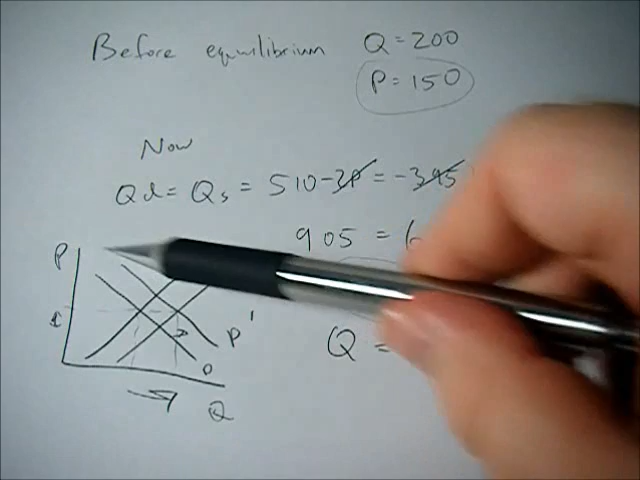 Before equilibrium Q = 200
P = 150
Now
Qd = Qs = 510 - 3P = - 395
905 = 6
P
Q =
P'
D
Q